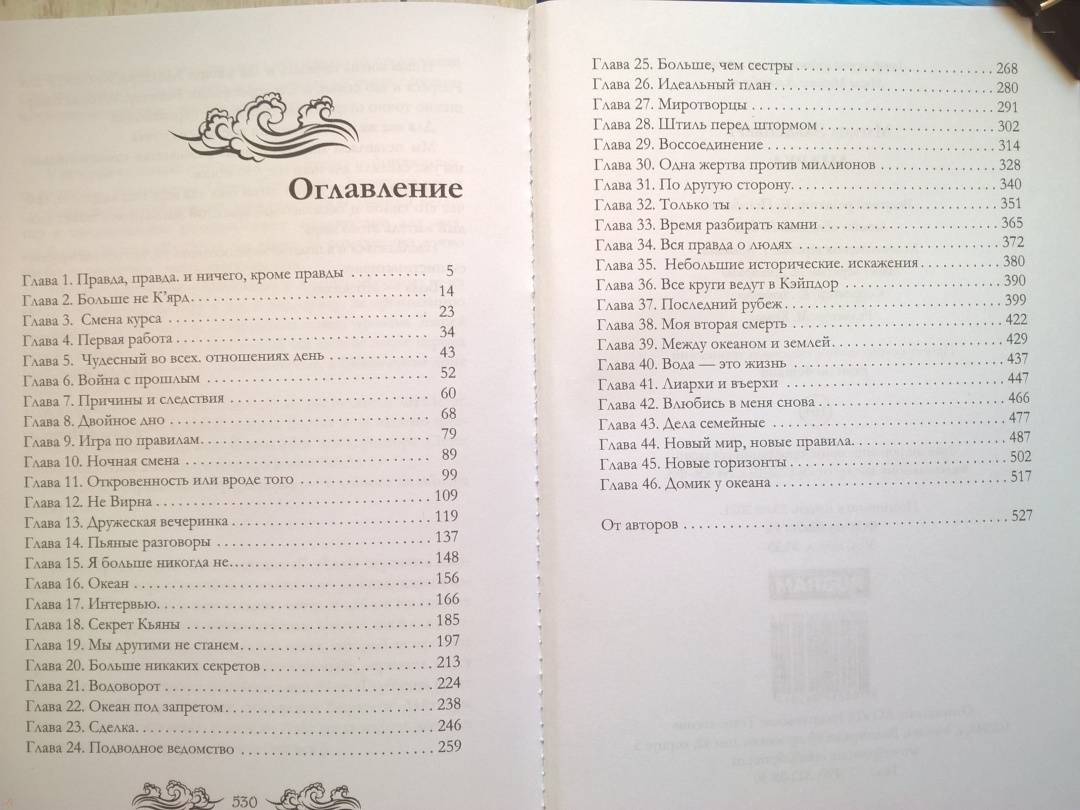 Оглавление
Глава 1. Правда, правда. и ничего, кроме правды .......... 5
Глава 2. Больше не К'ярд.......................... 14
Глава 3. Смена курса ............................ 23
Глава 4. Первая работа .......................... 34
Глава 5. Чудесный во всех. отношениях день ........... 43
Глава 6. Война с прошлым ........................ 52
Глава 7. Причины и следствия ..................... 60
Глава 8. Двойное дно ............................ 68
Глава 9. Игра по правилам......................... 79
Глава 10. Ночная смена ........................... 89
Глава 11. Откровенность или вроде того ............... 99
Глава 12. Не Вирна .............................. 109
Глава 13. Дружеская вечеринка ..................... 119
Глава 14. Пьяные разговоры ....................... 137
Глава 15. Я больше никогда не...................... 148
Глава 16. Океан ................................ 156
Глава 17. Интервью.............................. 166
Глава 18. Секрет Кьяны .......................... 185
Глава 19. Мы другими не станем.................... 197
Глава 20. Больше никаких секретов .................. 213
Глава 21. Водоворот ............................. 224
Глава 22. Океан под запретом...................... 238
Глава 23. Сделка................................ 246
Глава 24. Подводное ведомство ..................... 259
530
Глава 25. Больше, чем сестры ...................... 268
Глава 26. Идеальный план ......................... 280
Глава 27. Миротворцы ........................... 291
Глава 28. Штиль перед штормом .................... 302
Глава 29. Воссоединение .......................... 314
Глава 30. Одна жертва против миллионов ............. 328
Глава 31. По другую сторону....................... 340
Глава 32. Только ты ............................. 351
Глава 33. Время разбирать камни ................... 365
Глава 34. Вся правда о людях ...................... 372
Глава 35. Небольшие исторические. искажения .......... 380
Глава 36. Все круги ведут в Кэйпдор ................. 390
Глава 37. Последний рубеж ........................ 399
Глава 38. Моя вторая смерть ....................... 422
Глава 39. Между океаном и землей................... 429
Глава 40. Вода — это жизнь ....................... 437
Глава 41. Лиархи и въерхи ........................ 447
Глава 42. Влюбись в меня снова .................... 466
Глава 43. Дела семейные .......................... 477
Глава 44. Новый мир, новые правила................. 487
Глава 45. Новые горизонты ........................ 502
Глава 46. Домик у океана ......................... 517
От авторов .................................... 527